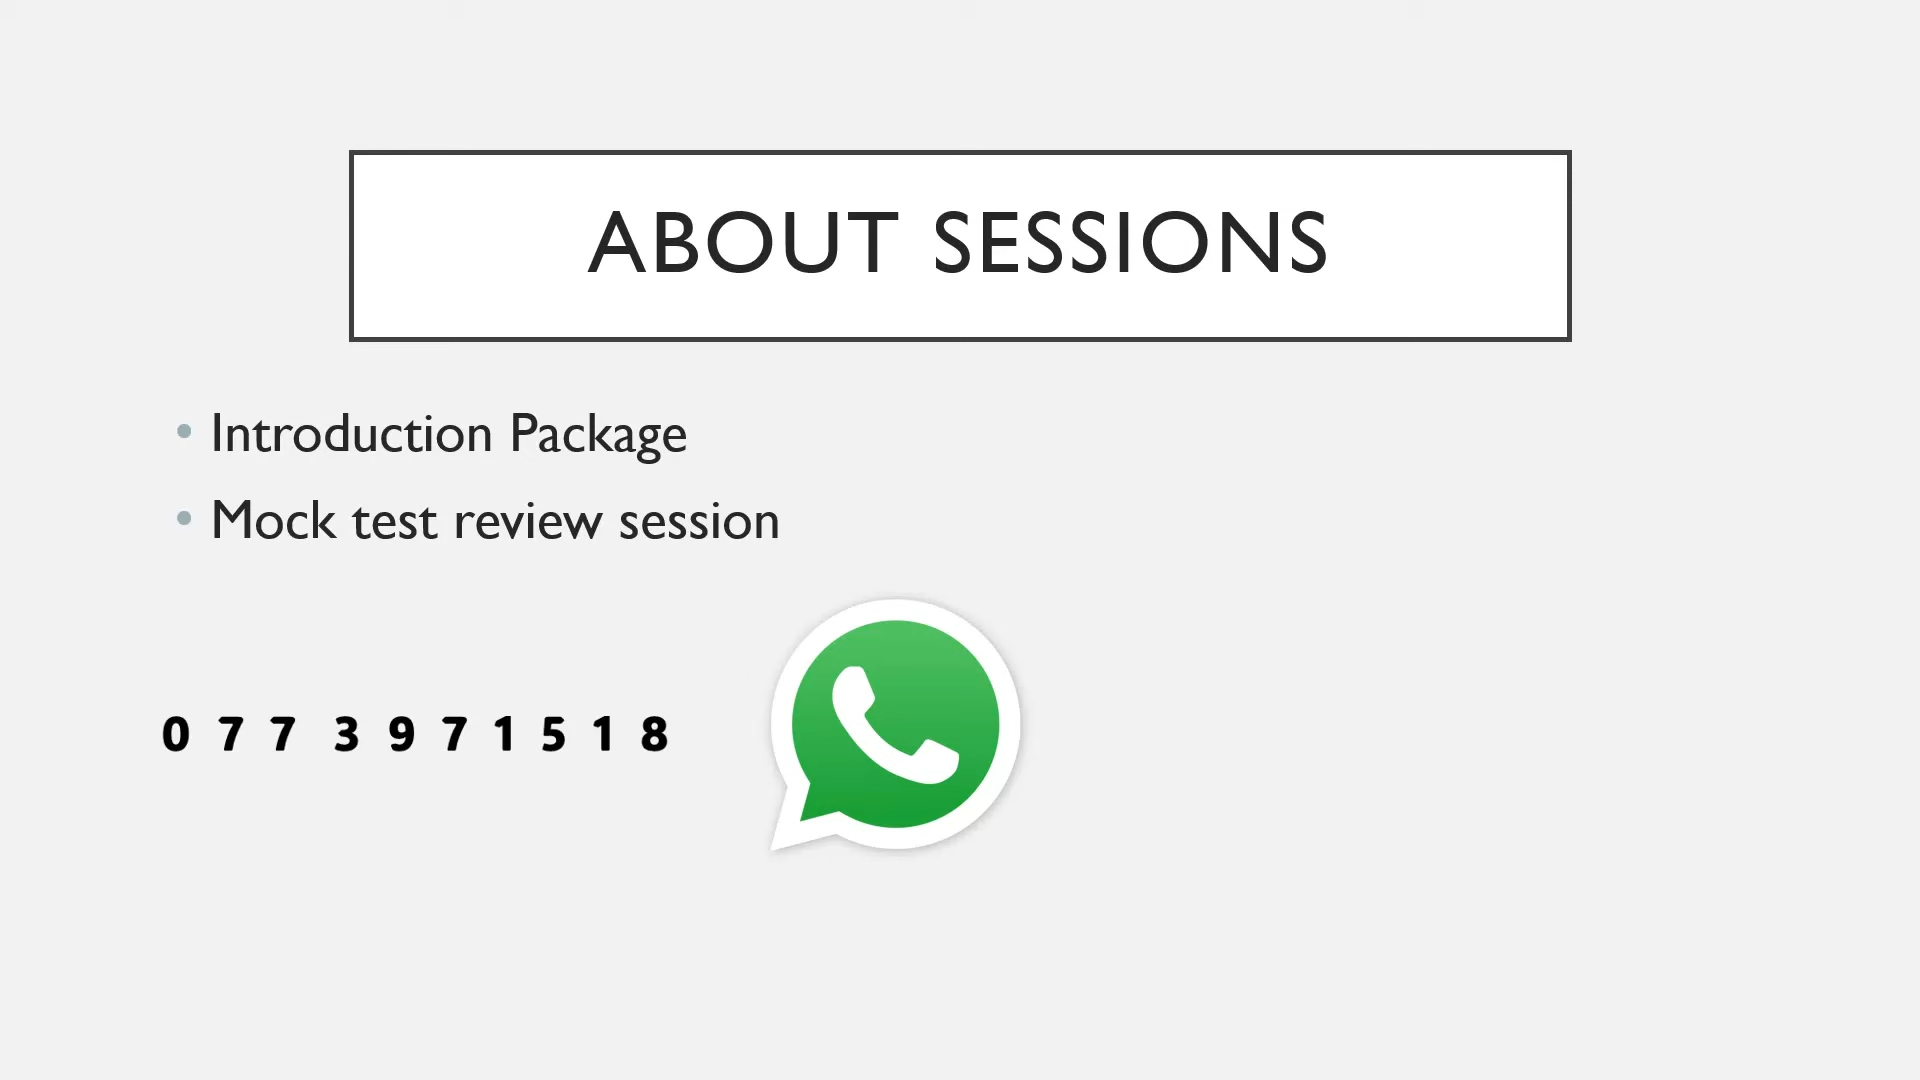 ABOUT SESSIONS
• Introduction Package
• Mock test review session
0 7 7 3 9 7 1 5 1 8